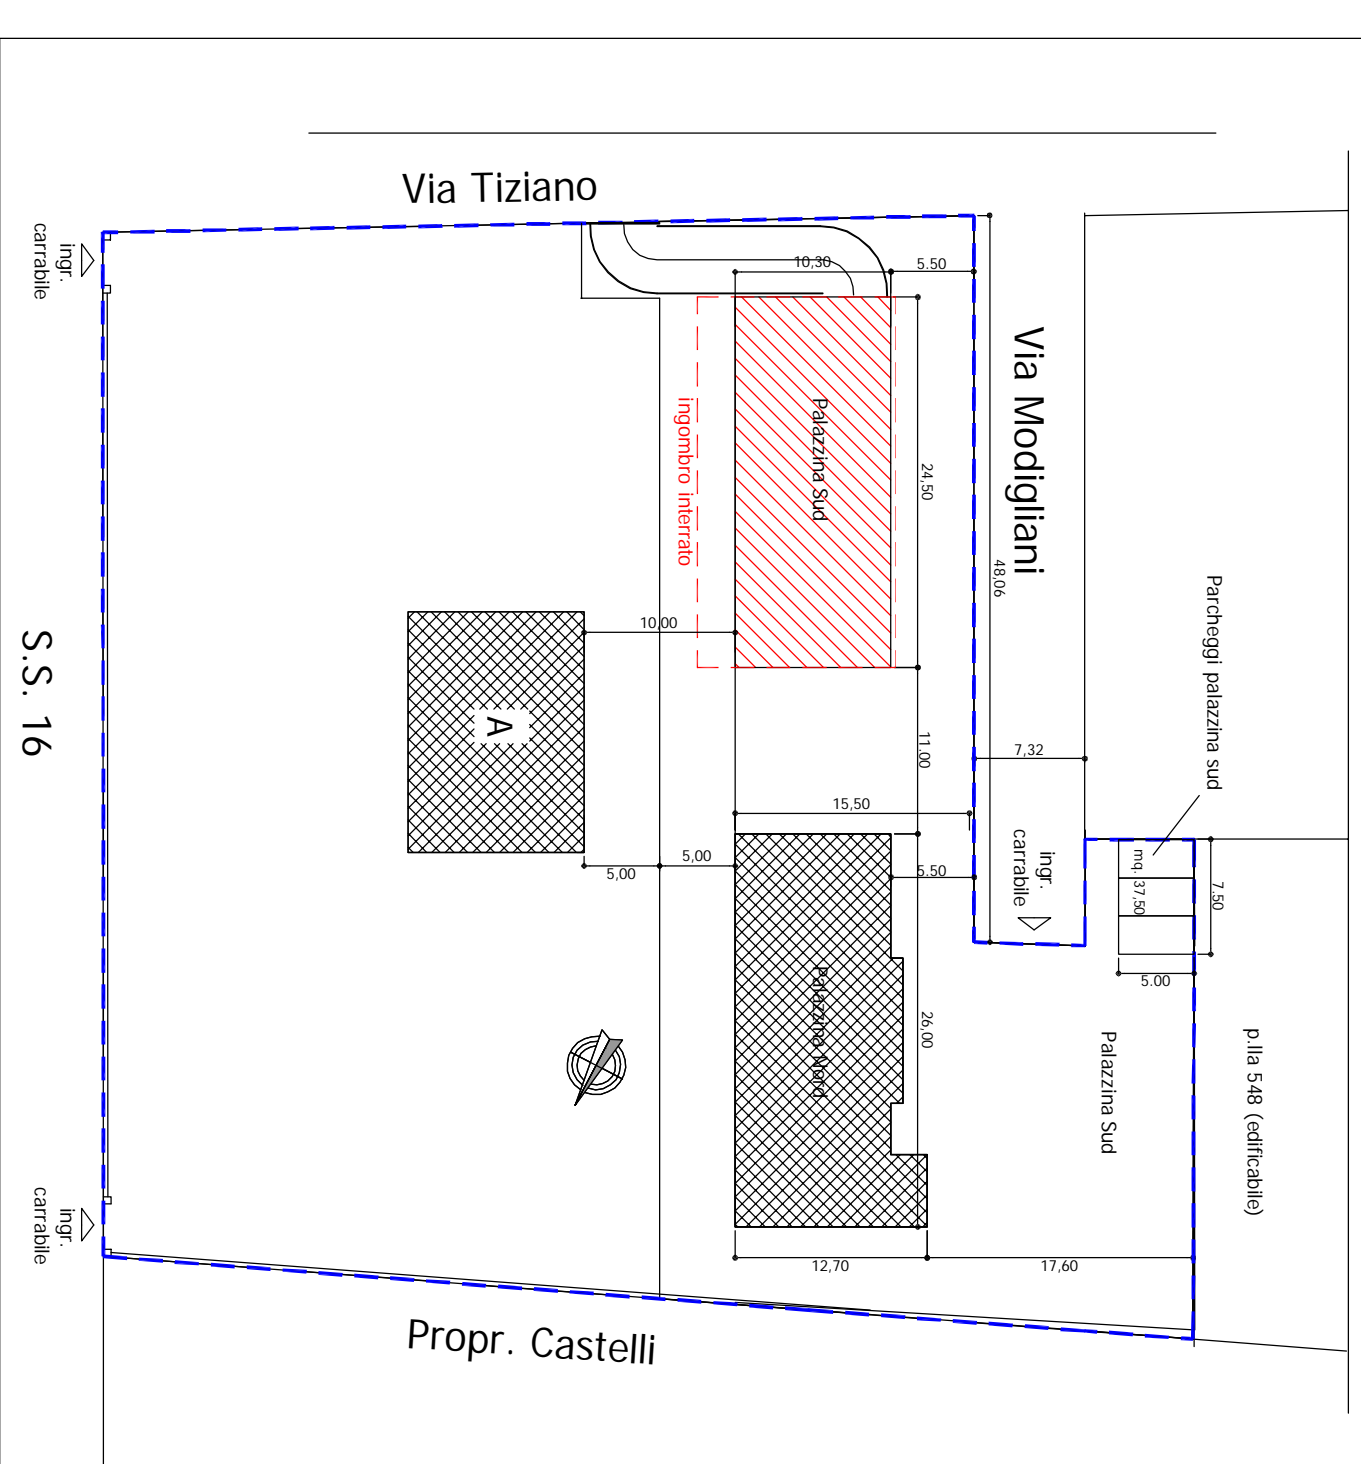 Via Tiziano
ingr.
carrabile
10,30
5.50
Via Modigliani
Palazzina Sud
24,50
ingombro interrato
48,06
Parcheggi palazzina sud
10,00
S.S. 16
A
11.00
7,32
15,50
5,00
5,00
5.50
ingr.
carrabile
mq. 37,50
7.50
5.00
Palazzina Nord
26,00
Palazzina Sud
p.lla 548 (edificabile)
ingr.
carrabile
12,70
17,60
Propr. Castelli